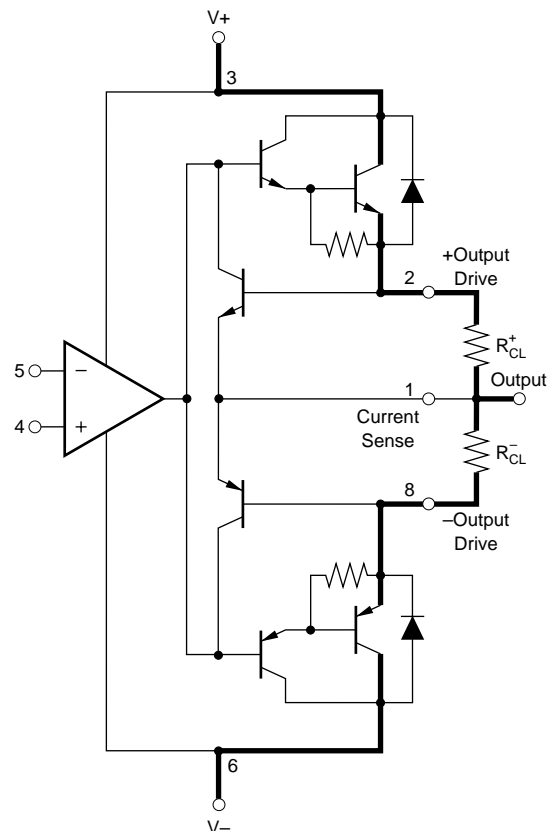 V+
3
+Output
Drive
2
R+CL
5
–
1
Output
4
+
Current
Sense
R–CL
8
–Output
Drive
6
V–